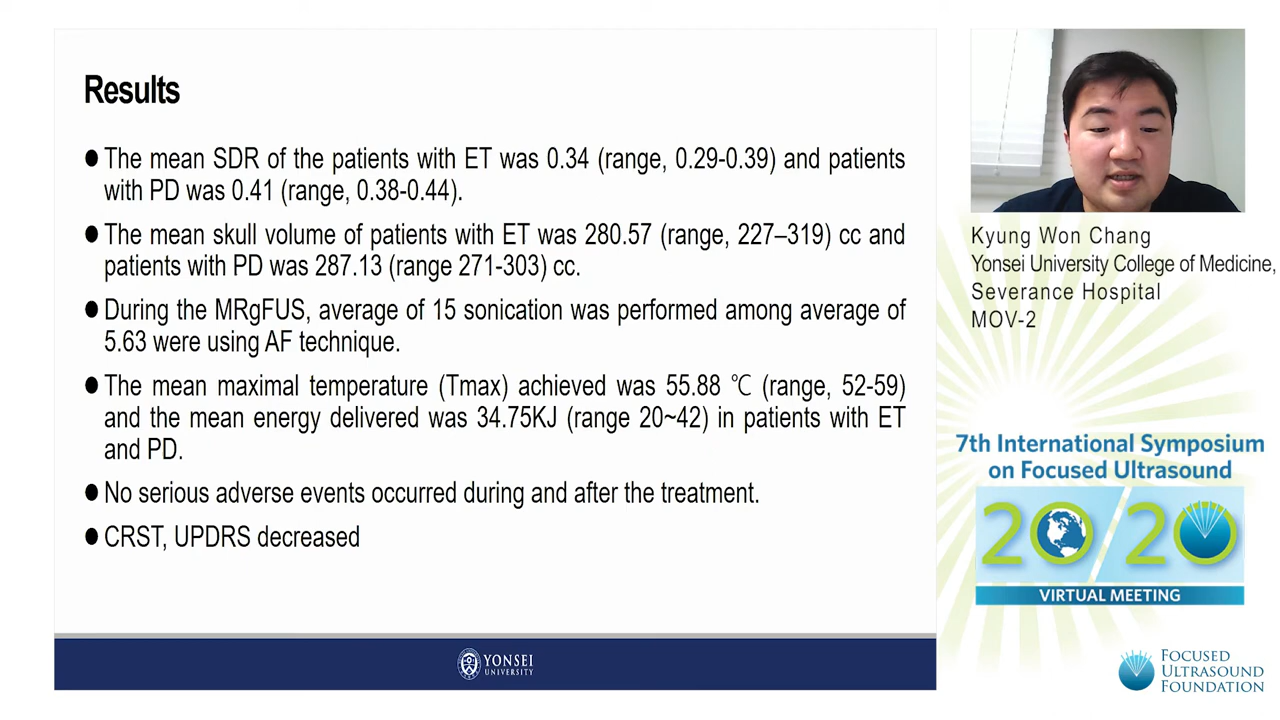 Results
● The mean SDR of the patients with ET was 0.34 (range, 0.29-0.39) and patients
with PD was 0.41 (range, 0.38-0.44).
● The mean skull volume of patients with ET was 280.57 (range, 227–319) cc and
patients with PD was 287.13 (range 271-303) cc.
● During the MRgFUS, average of 15 sonication was performed among average of
5.63 were using AF technique.
● The mean maximal temperature (Tmax) achieved was 55.88 ℃ (range, 52-59)
and the mean energy delivered was 34.75KJ (range 20~42) in patients with ET
and PD.
● No serious adverse events occurred during and after the treatment.
● CRST, UPDRS decreased
YONSEI
UNIVERSITY
Kyung Won Chang
Yonsei University College of Medicine,
Severance Hospital
MOV-2
7th International Symposium
on Focused Ultrasound
20/20
VIRTUAL MEETING
FOCUSED
ULTRASOUND
FOUNDATION